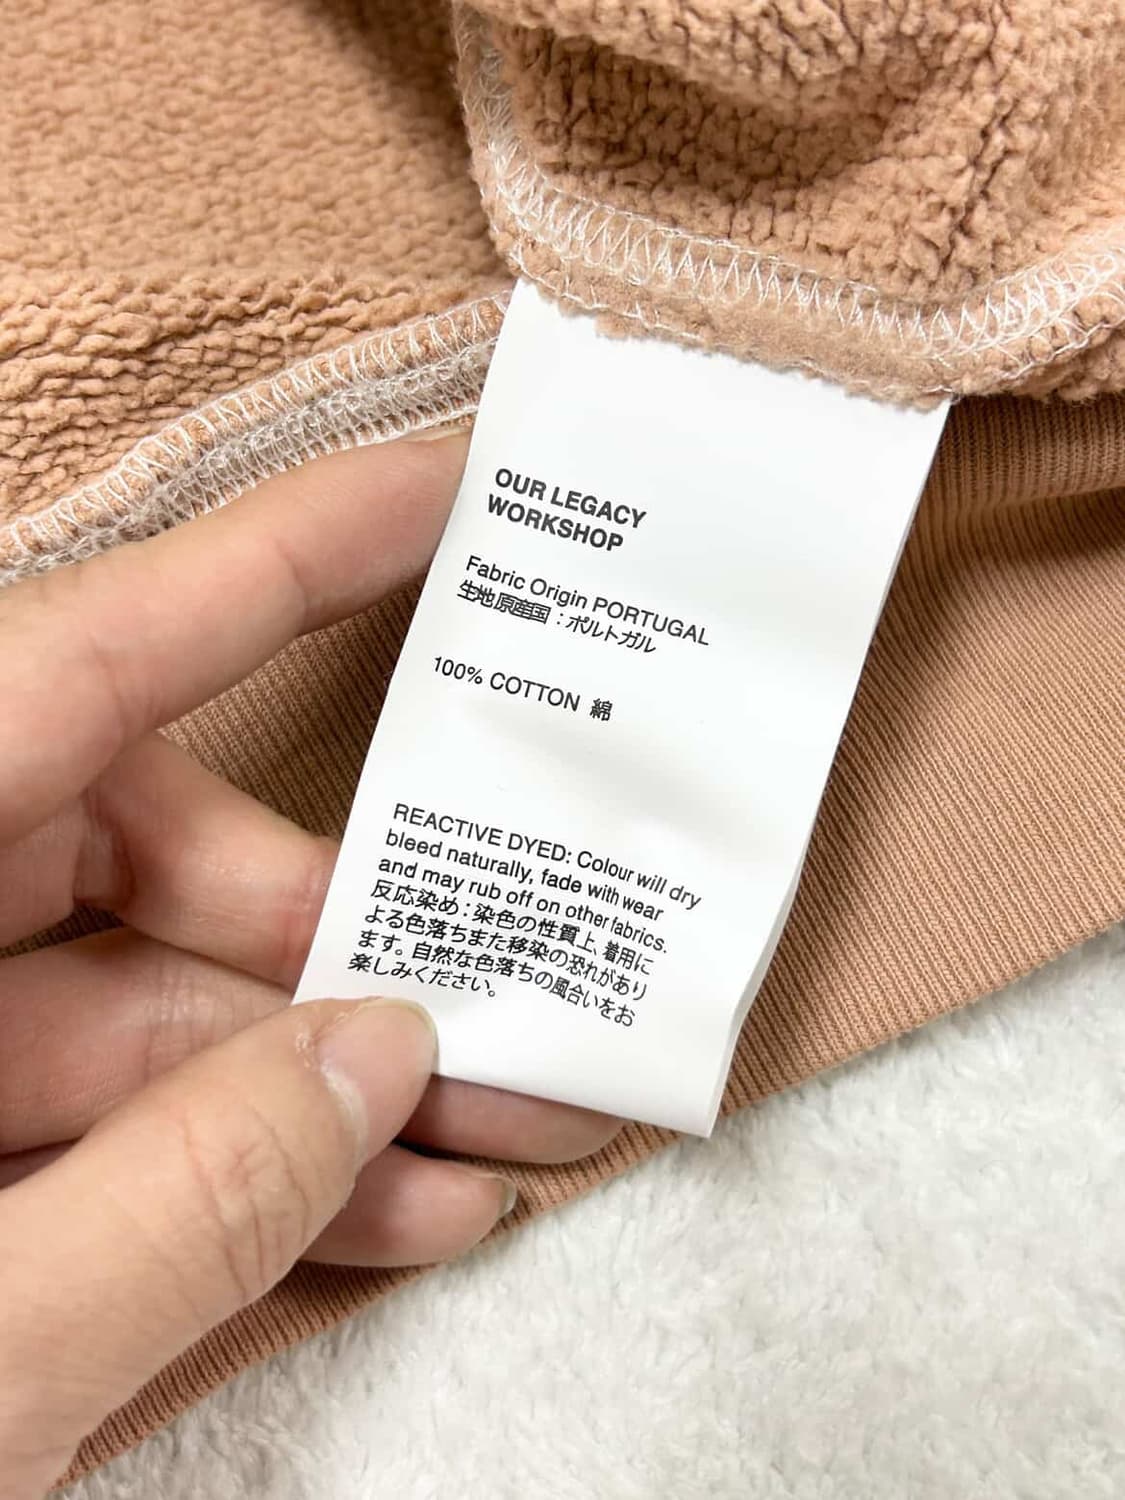 OUR LEGACY
WORKSHOP
Fabric Origin PORTUGAL
生地原産国：ポルトガル
100% COTTON 綿
REACTIVE DYED: Colour will dry
bleed naturally, fade with wear
and may rub off on other fabrics.
反応染め：染色の性質上、着用に
よる色落ちまた移染の恐れがあり
ます。自然な色落ちの風合いをお
楽しみください。